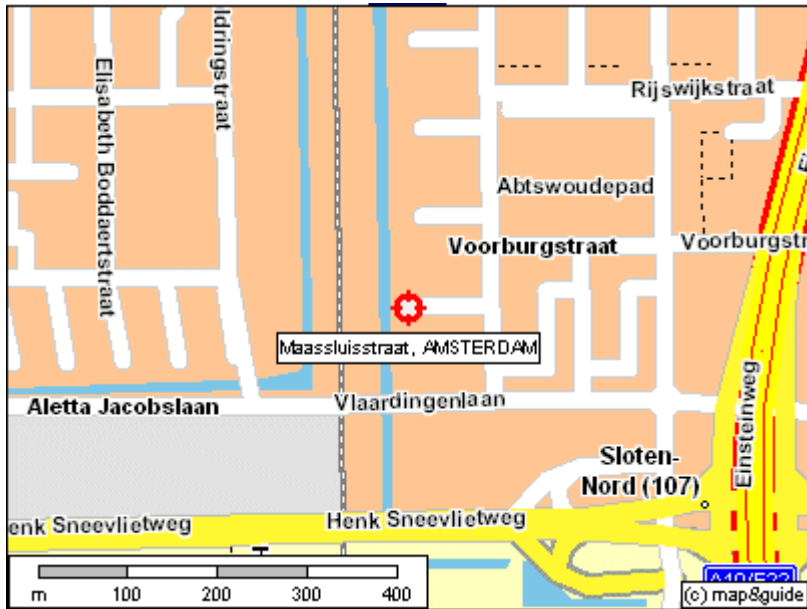 ldringstraat
Elisabeth Boddaertstraat
Rijswijkstraat
Abtswoudepad
Voorburgstraat
Voorburgstr
Maassluisstraat, AMSTERDAM
Aletta Jacobslaan
Vlaardingenlaan
Einsteinweg
Sloten-
Nord (107)
enk Sneevlietweg
Henk Sneevlietweg
m 100 200 300 400
(c) map&guide